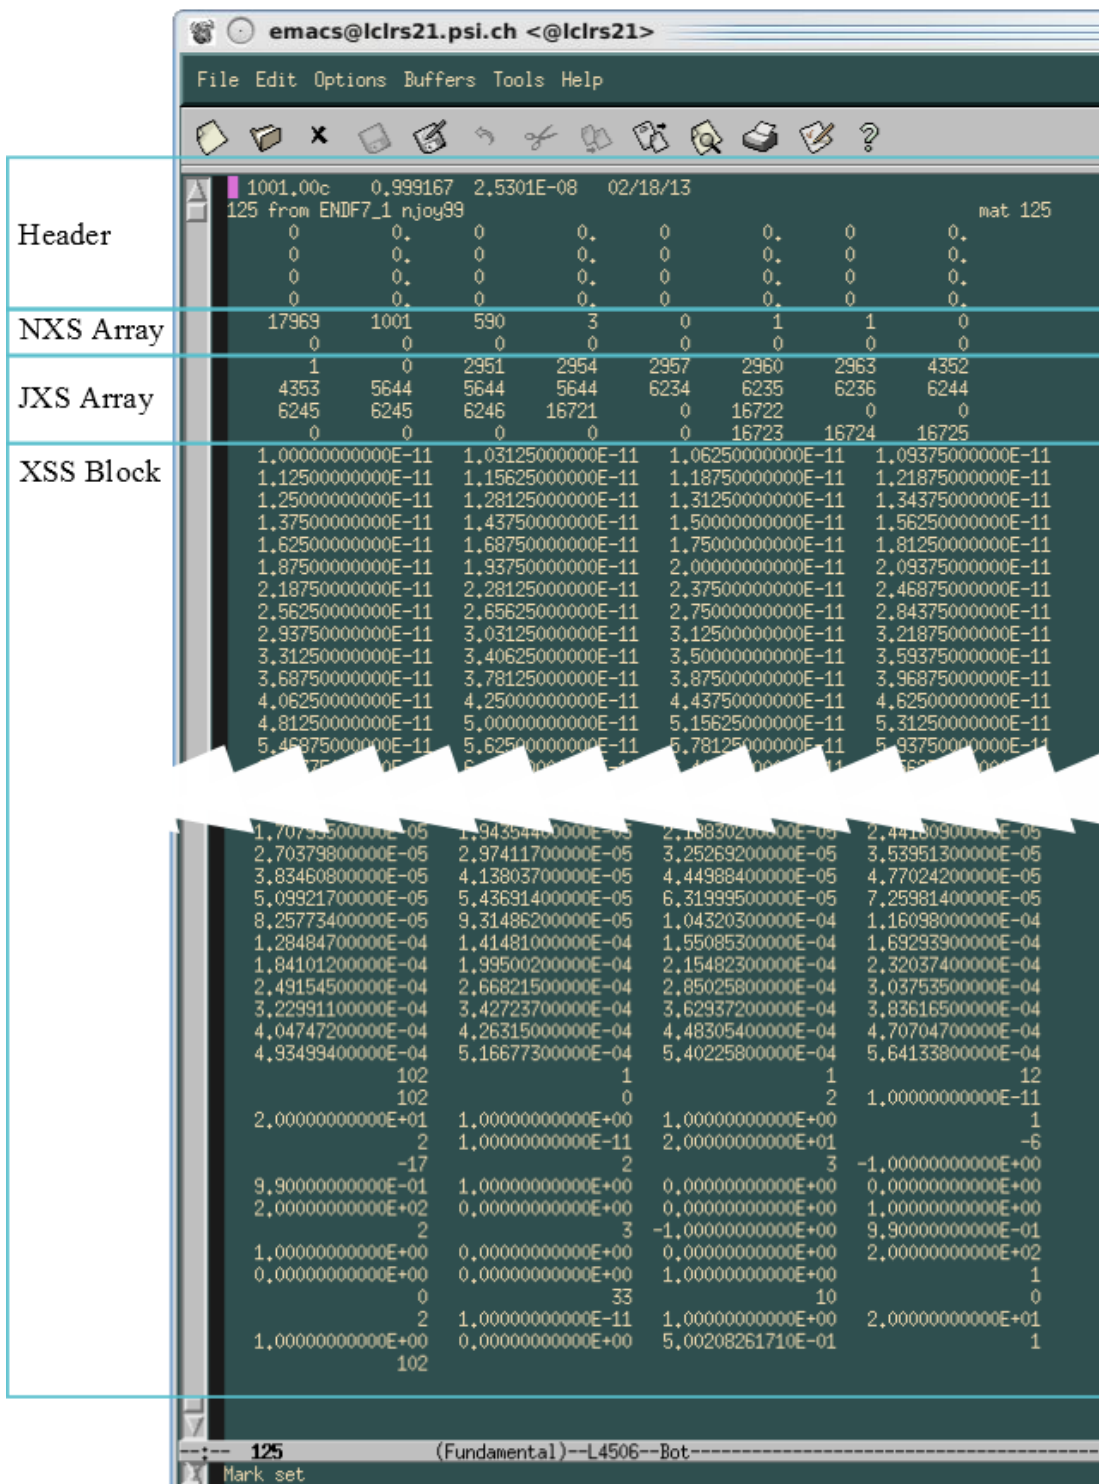 emacs@lclrs21.psi.ch <@lclrs21>
File Edit Options Buffers Tools Help
Header
1001.00c 0.999167 2.5301E-08 02/18/13
125 from ENDF7_1 njoy99 mat 125
0 0. 0 0. 0 0. 0 0.
0 0. 0 0. 0 0. 0 0.
0 0. 0 0. 0 0. 0 0.
0 0. 0 0. 0 0. 0 0.
NXS Array
17969 1001 590 3 0 1 1 0
0 0 0 0 0 0 0 0
JXS Array
1 0 2951 2954 2957 2960 2963 4352
4353 5644 5644 5644 6234 6235 6236 6244
6245 6245 6246 16721 0 16722 0 0
0 0 0 0 0 16723 16724 16725
XSS Block
1.00000000000E-11 1.03125000000E-11 1.06250000000E-11 1.09375000000E-11
1.12500000000E-11 1.15625000000E-11 1.18750000000E-11 1.21875000000E-11
1.25000000000E-11 1.28125000000E-11 1.31250000000E-11 1.34375000000E-11
1.37500000000E-11 1.43750000000E-11 1.50000000000E-11 1.56250000000E-11
1.62500000000E-11 1.68750000000E-11 1.75000000000E-11 1.81250000000E-11
1.87500000000E-11 1.93750000000E-11 2.00000000000E-11 2.09375000000E-11
2.18750000000E-11 2.28125000000E-11 2.37500000000E-11 2.46875000000E-11
2.56250000000E-11 2.65625000000E-11 2.75000000000E-11 2.84375000000E-11
2.93750000000E-11 3.03125000000E-11 3.12500000000E-11 3.21875000000E-11
3.31250000000E-11 3.40625000000E-11 3.50000000000E-11 3.59375000000E-11
3.68750000000E-11 3.78125000000E-11 3.87500000000E-11 3.96875000000E-11
4.06250000000E-11 4.25000000000E-11 4.43750000000E-11 4.62500000000E-11
4.81250000000E-11 5.00000000000E-11 5.15625000000E-11 5.31250000000E-11
5.46875000000E-11 5.62500000000E-11 5.78125000000E-11 5.93750000000E-11
2.70379800000E-05 2.97411700000E-05 3.25269200000E-05 3.53951300000E-05
3.83460800000E-05 4.13803700000E-05 4.44988400000E-05 4.77024200000E-05
5.09921700000E-05 5.43691400000E-05 6.31999500000E-05 7.25981400000E-05
8.25773400000E-05 9.31486200000E-05 1.04320300000E-04 1.16098000000E-04
1.28484700000E-04 1.41481000000E-04 1.55085300000E-04 1.69293900000E-04
1.84101200000E-04 1.99500200000E-04 2.15482300000E-04 2.32037400000E-04
2.49154500000E-04 2.66821500000E-04 2.85025800000E-04 3.03753500000E-04
3.22991100000E-04 3.42723700000E-04 3.62937200000E-04 3.83616500000E-04
4.04747200000E-04 4.26315000000E-04 4.48305400000E-04 4.70704700000E-04
4.93499400000E-04 5.16677300000E-04 5.40225800000E-04 5.64133800000E-04
102 1 1 12
102 0 2 1.00000000000E-11
2.00000000000E+01 1.00000000000E+00 1.00000000000E+00 1
2 1.00000000000E-11 2.00000000000E+01 -6
-17 2 3 -1.00000000000E+00
9.90000000000E-01 1.00000000000E+00 0.00000000000E+00 0.00000000000E+00
2.00000000000E+02 0.00000000000E+00 0.00000000000E+00 1.00000000000E+00
2 3 -1.00000000000E+00 9.90000000000E-01
1.00000000000E+00 0.00000000000E+00 0.00000000000E+00 2.00000000000E+02
0.00000000000E+00 0.00000000000E+00 1.00000000000E+00 1
0 33 10 0
2 1.00000000000E-11 1.00000000000E+00 2.00000000000E+01
1.00000000000E+00 0.00000000000E+00 5.00208261710E-01 1
102
--:-- 125 (Fundamental)--L4506--Bot--------------------------------------------------
Mark set